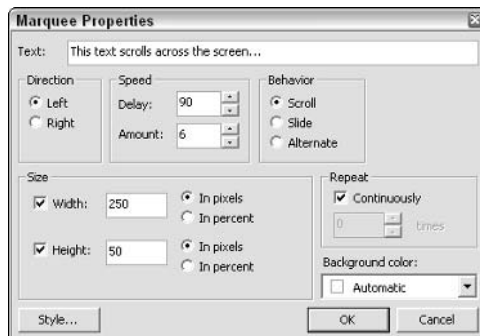 Marquee Properties
Text: This text scrolls across the screen...
Direction
Left
Right
Speed
Delay: 90
Amount: 6
Behavior
Scroll
Slide
Alternate
Size
Width: 250
In pixels
In percent
Height: 50
In pixels
In percent
Repeat
Continuously
0 times
Background color:
Automatic
Style...
OK
Cancel